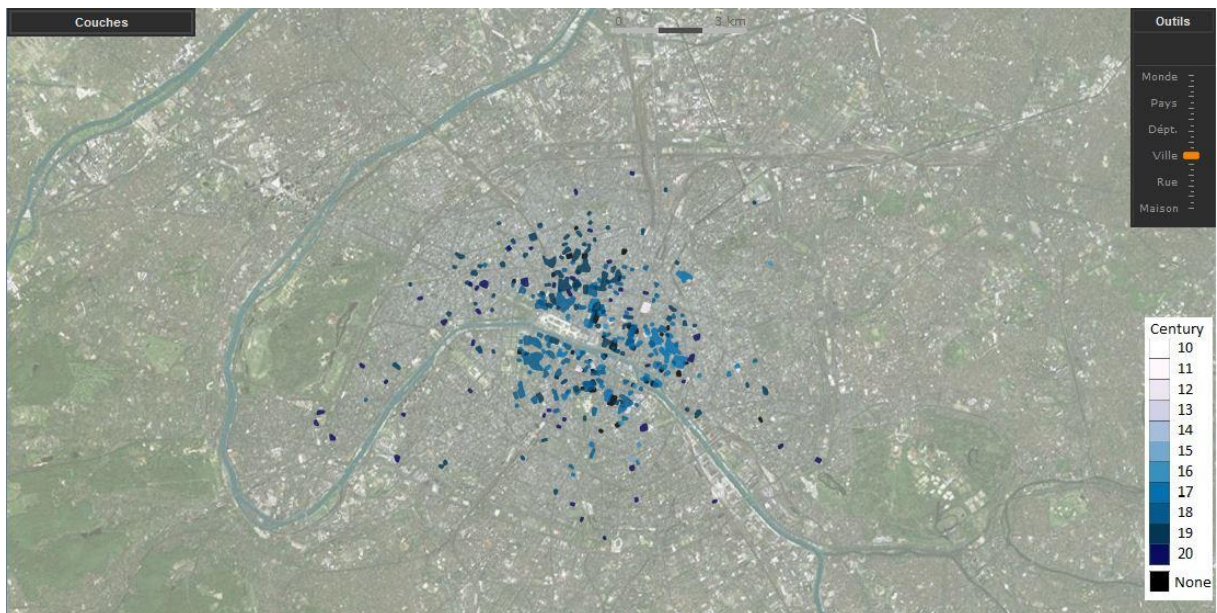 Couches
0 3 km
Outils
Monde
Pays
Dépt.
Ville
Rue
Maison
Century
10
11
12
13
14
15
16
17
18
19
20
None